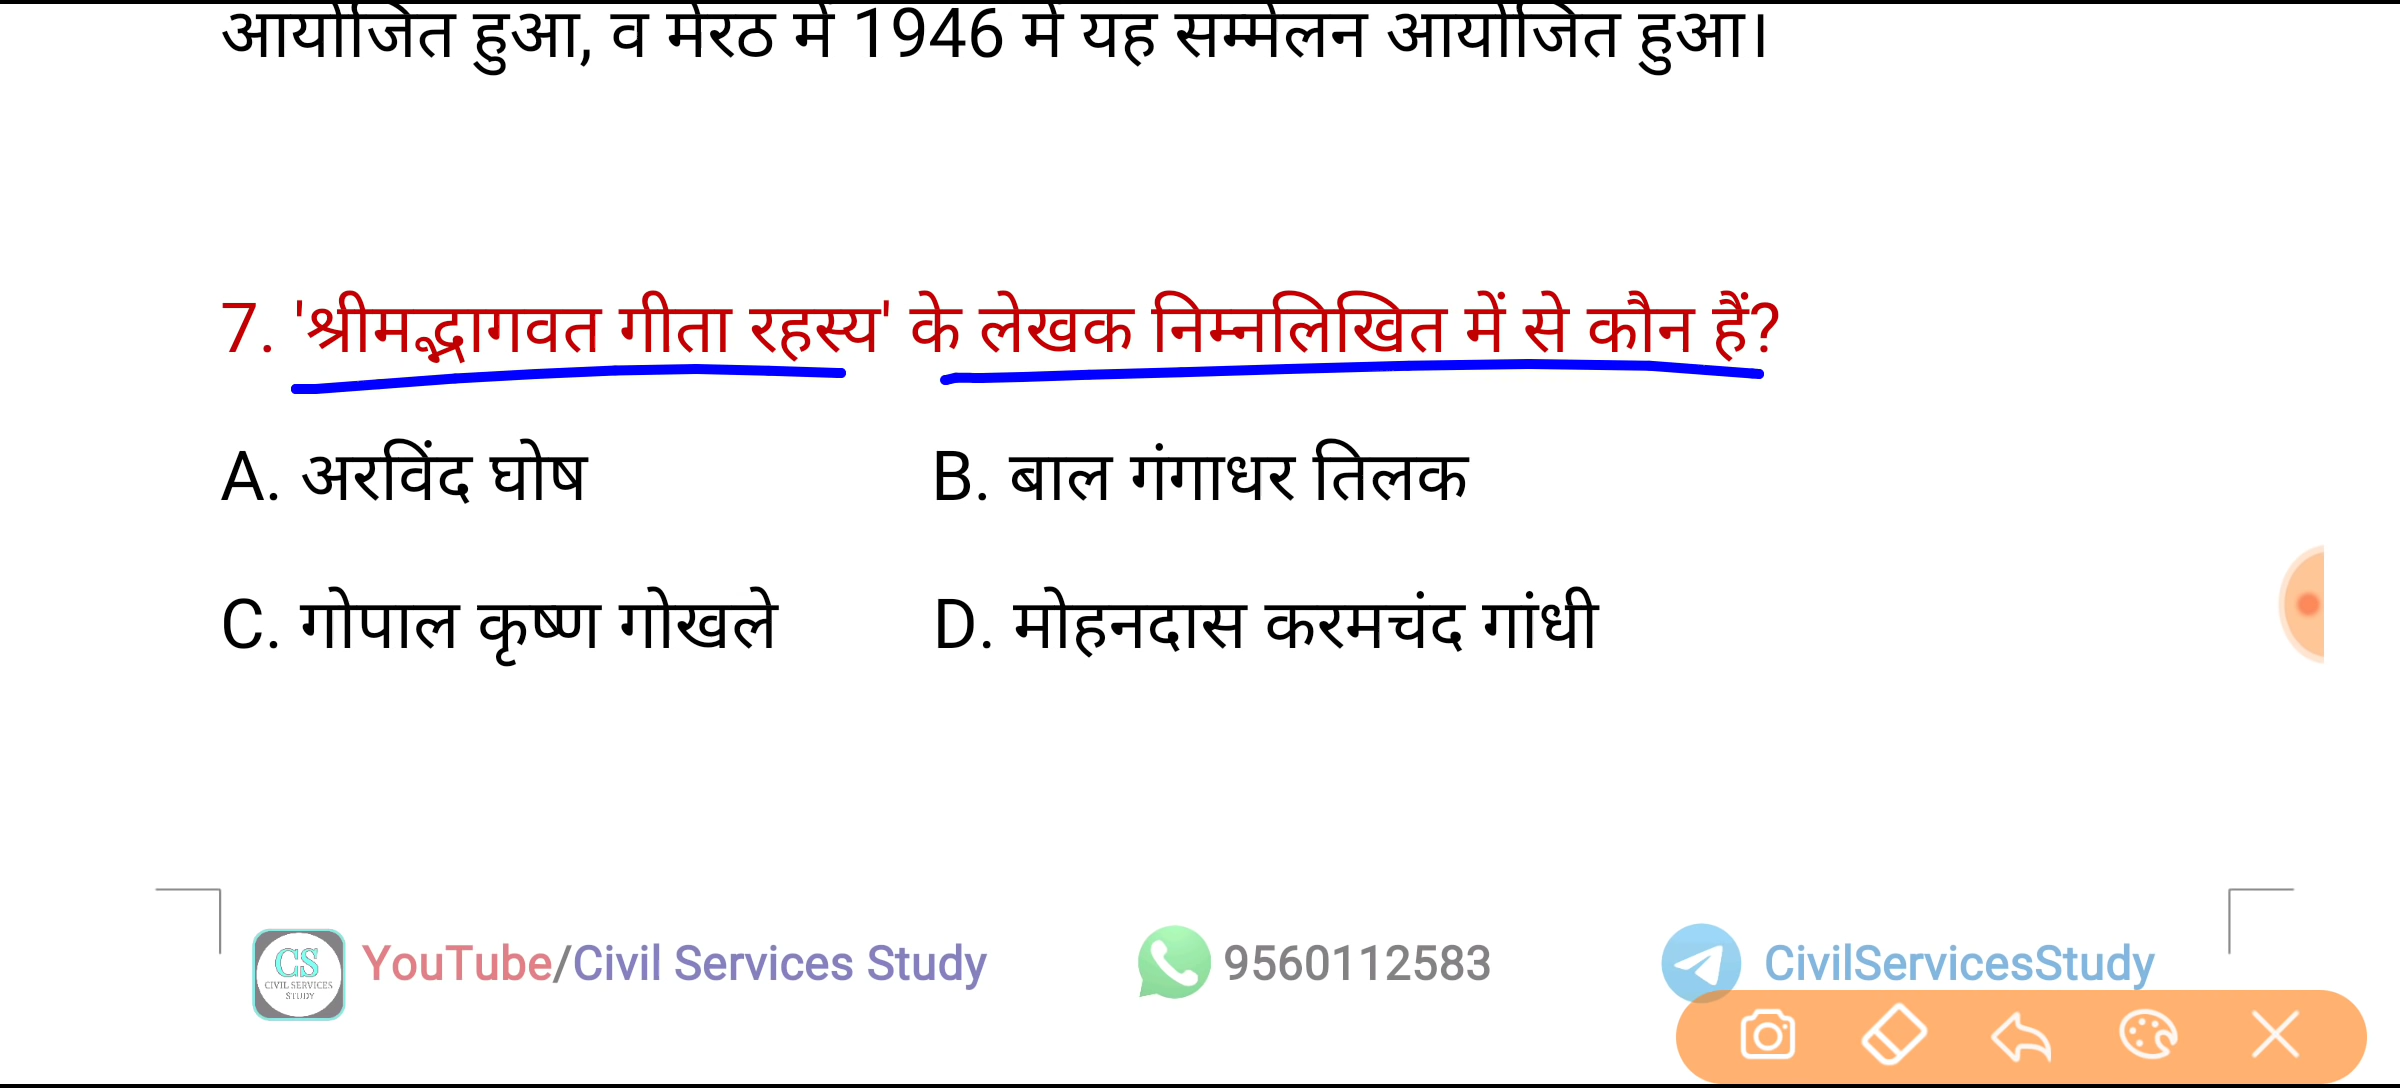 आयोजित हुआ, व मेरठ में 1946 में यह सम्मेलन आयोजित हुआ।
7. 'श्रीमद्भागवत गीता रहस्य' के लेखक निम्नलिखित में से कौन हैं?
A. अरविंद घोष B. बाल गंगाधर तिलक
C. गोपाल कृष्ण गोखले D. मोहनदास करमचंद गांधी
CS
CIVIL SERVICES
STUDY
YouTube/Civil Services Study 9560112583 CivilServicesStudy